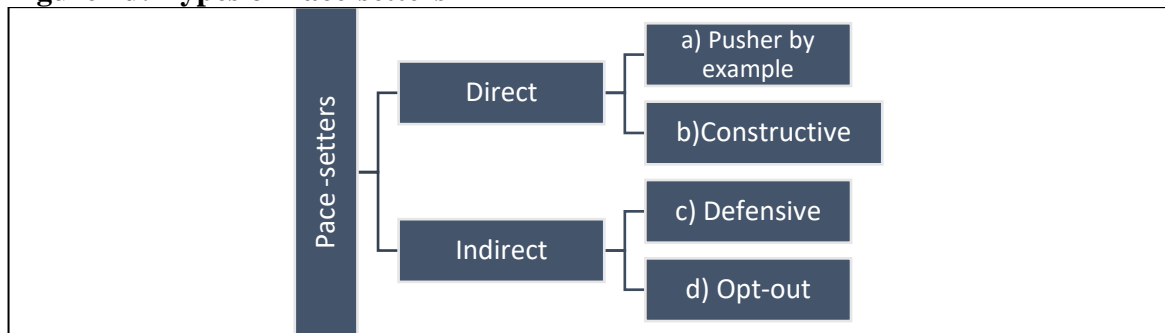 Pace -setters
Direct
a) Pusher by
example
b)Constructive
Indirect
c) Defensive
d) Opt-out